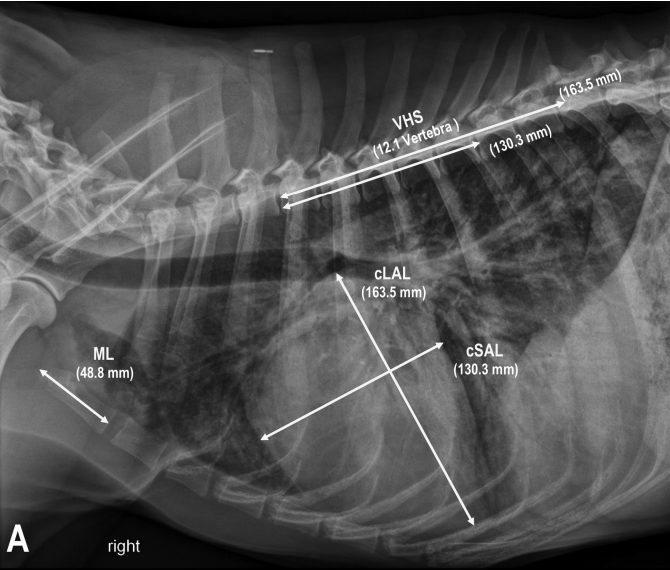 (163.5 mm)
VHS
(12.1 Vertebra )
(130.3 mm)
cLAL
(163.5 mm)
ML
(48.8 mm)
cSAL
(130.3 mm)
A
right